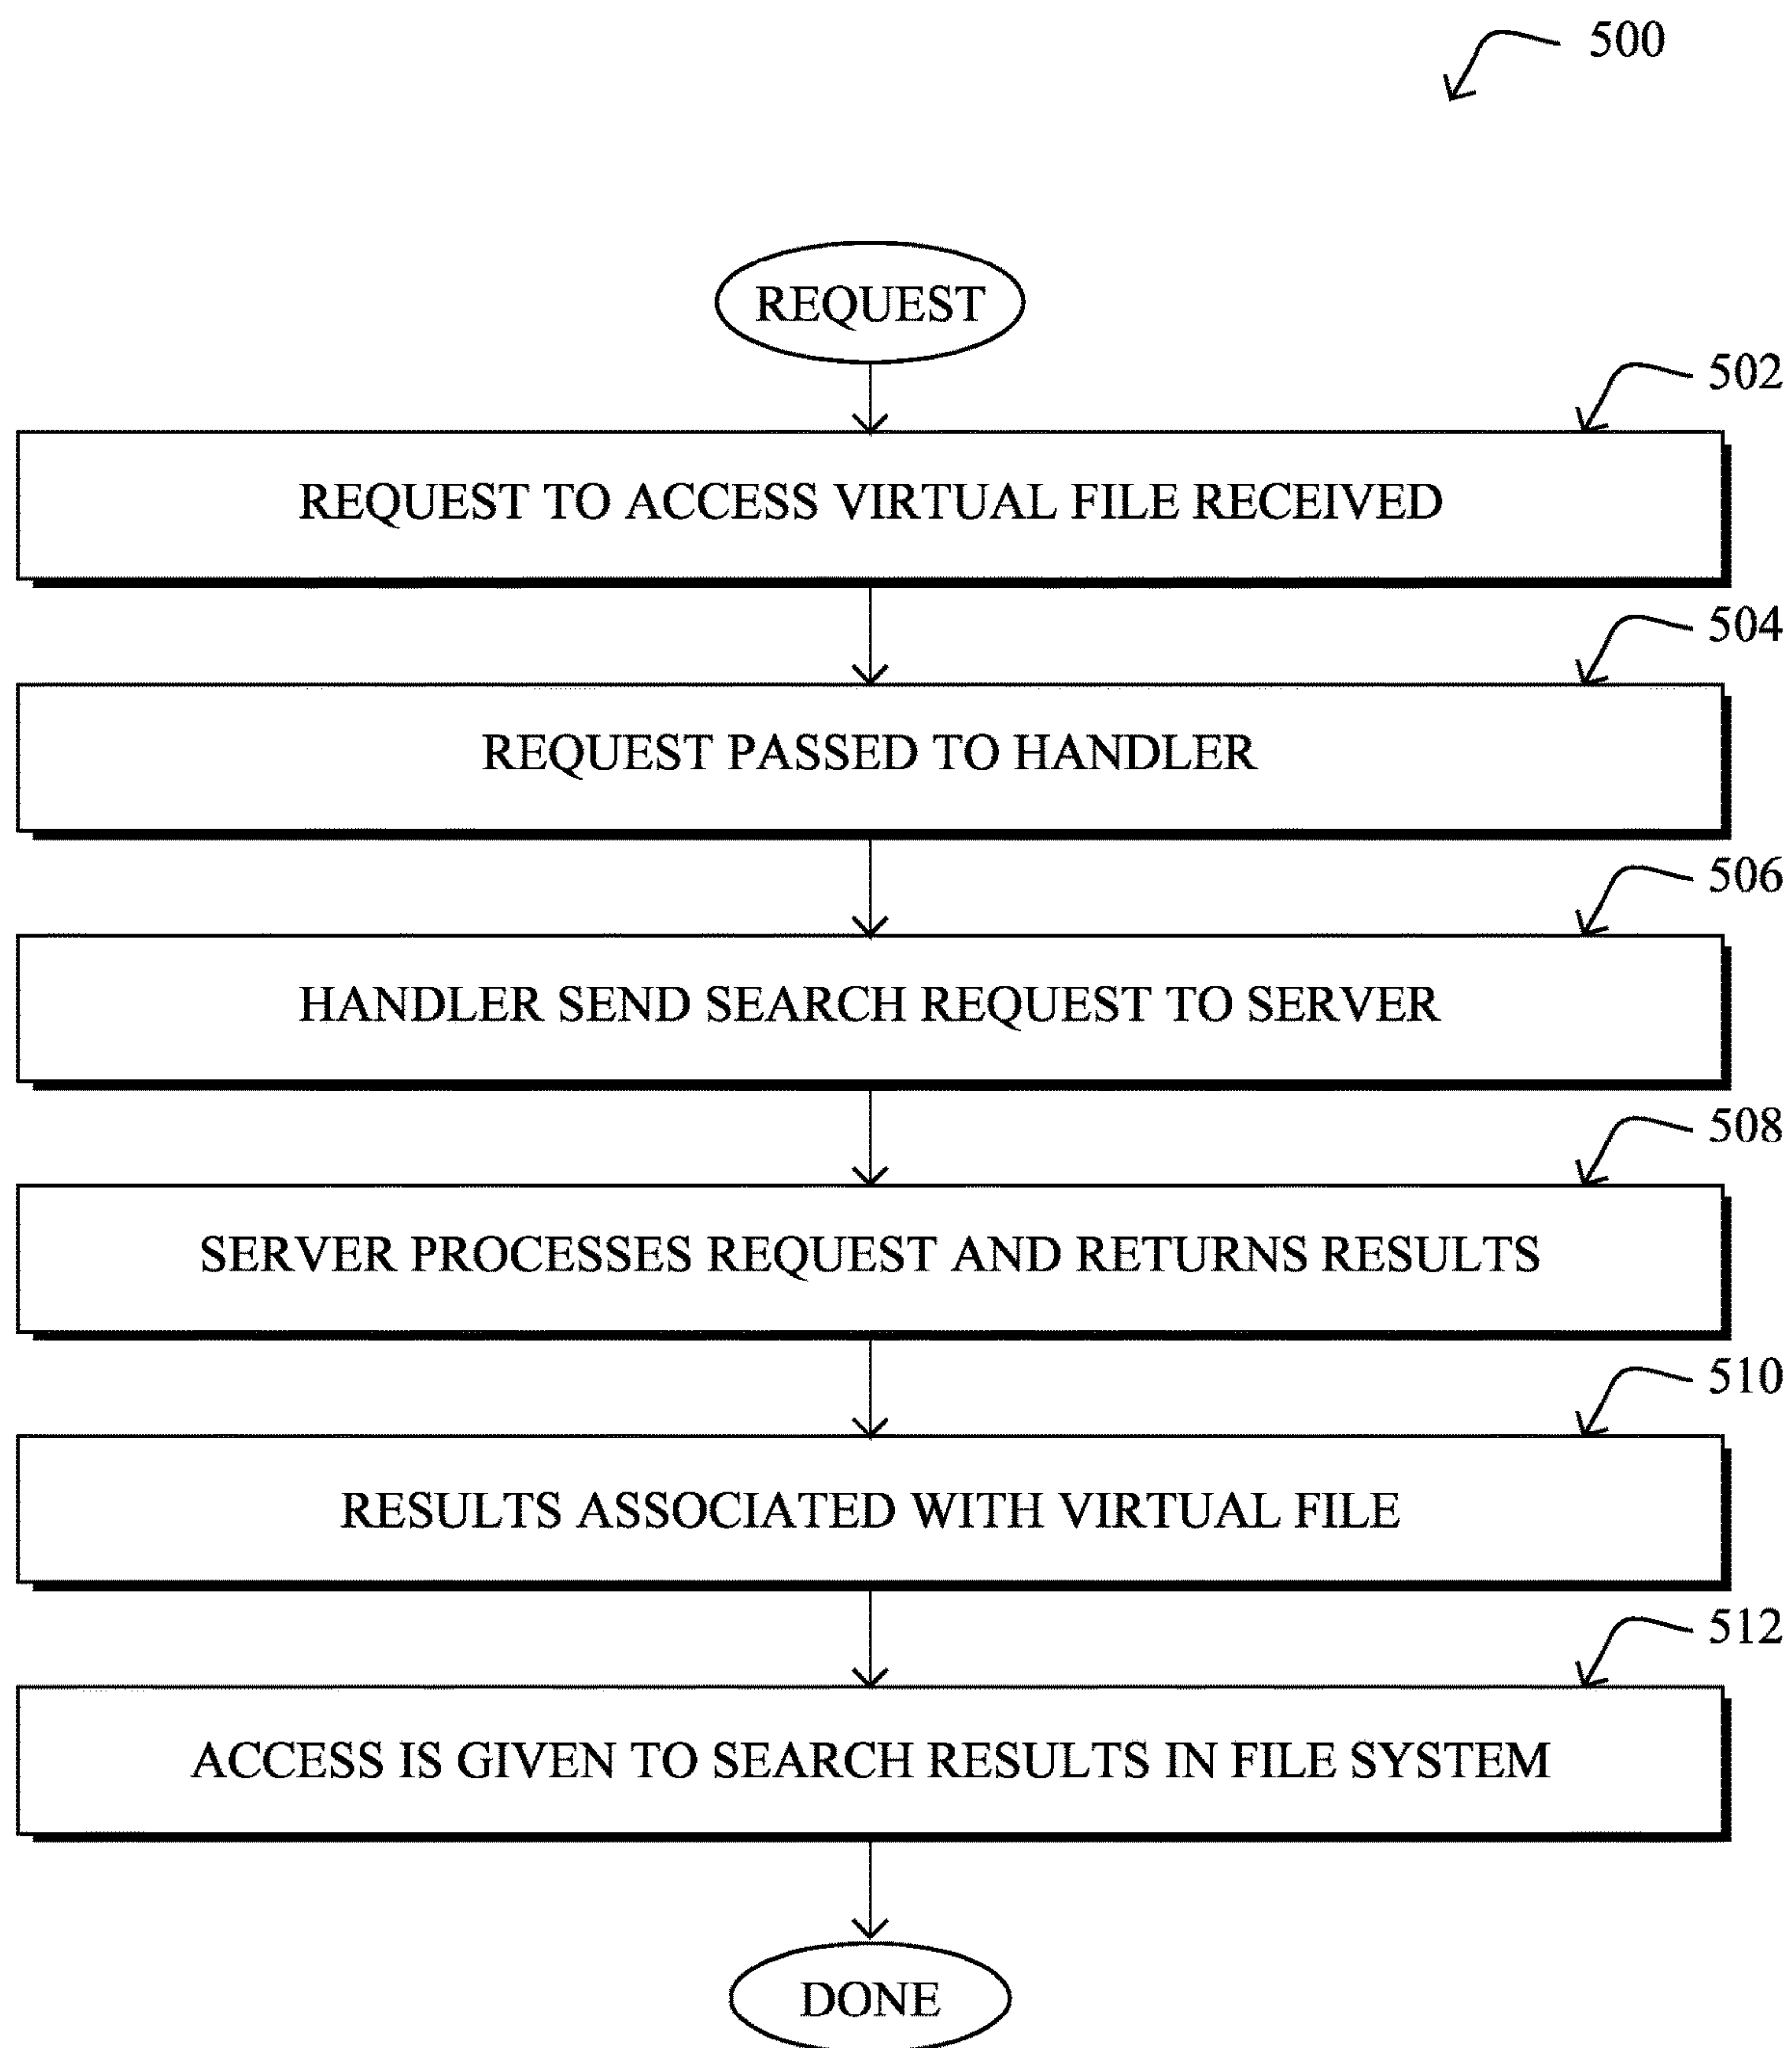 500
REQUEST
502
REQUEST TO ACCESS VIRTUAL FILE RECEIVED
504
REQUEST PASSED TO HANDLER
506
HANDLER SEND SEARCH REQUEST TO SERVER
508
SERVER PROCESSES REQUEST AND RETURNS RESULTS
510
RESULTS ASSOCIATED WITH VIRTUAL FILE
512
ACCESS IS GIVEN TO SEARCH RESULTS IN FILE SYSTEM
DONE